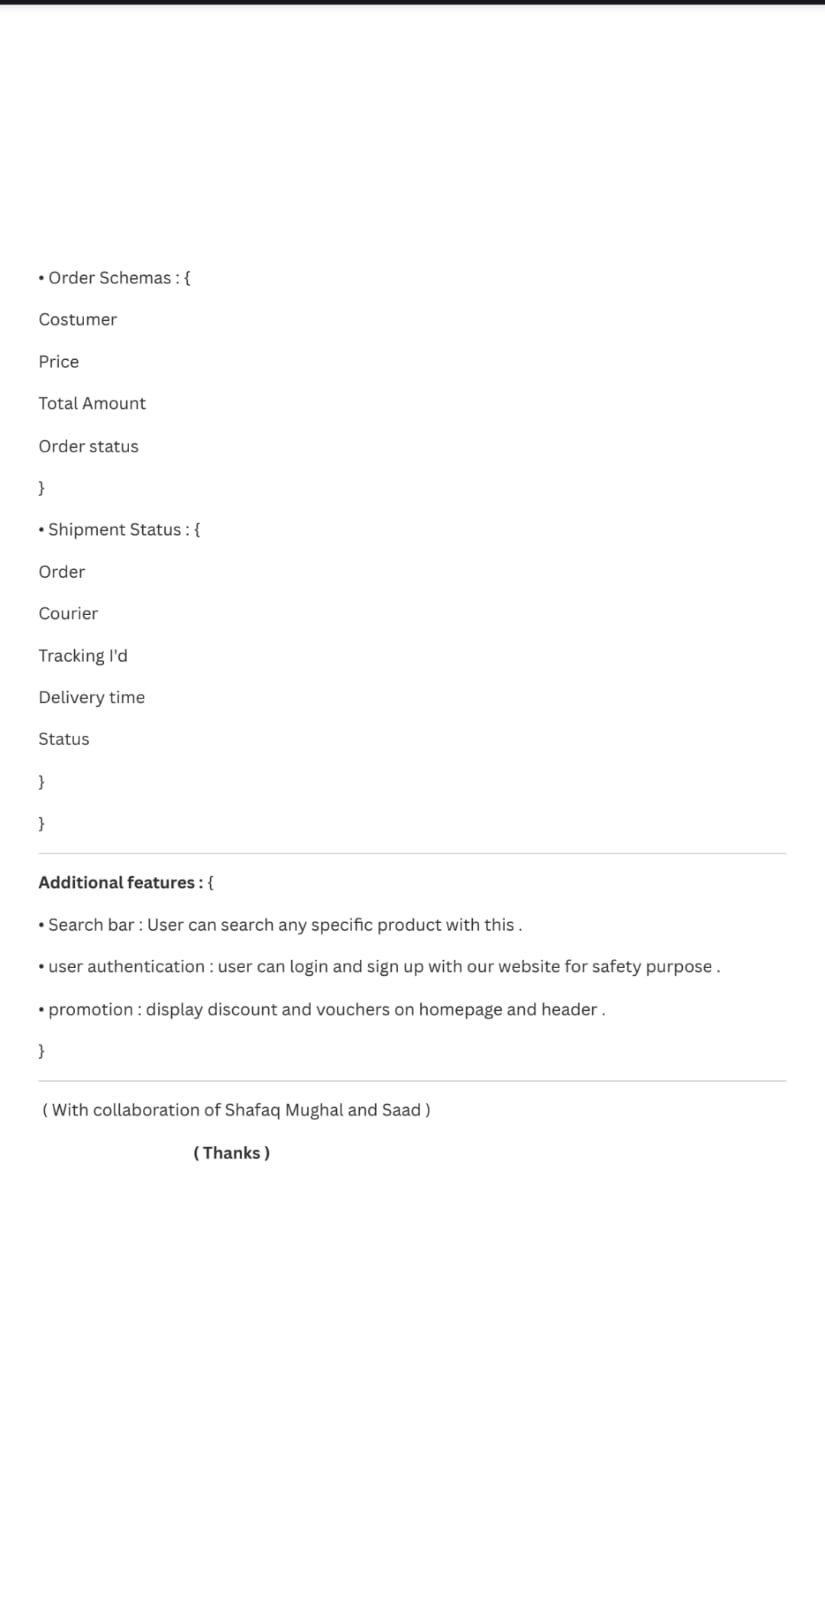 • Order Schemas : {
Costumer
Price
Total Amount
Order status
}
• Shipment Status : {
Order
Courier
Tracking I'd
Delivery time
Status
}
}
Additional features : {
• Search bar : User can search any specific product with this .
• user authentication : user can login and sign up with our website for safety purpose .
• promotion : display discount and vouchers on homepage and header .
}
( With collaboration of Shafaq Mughal and Saad )
( Thanks )